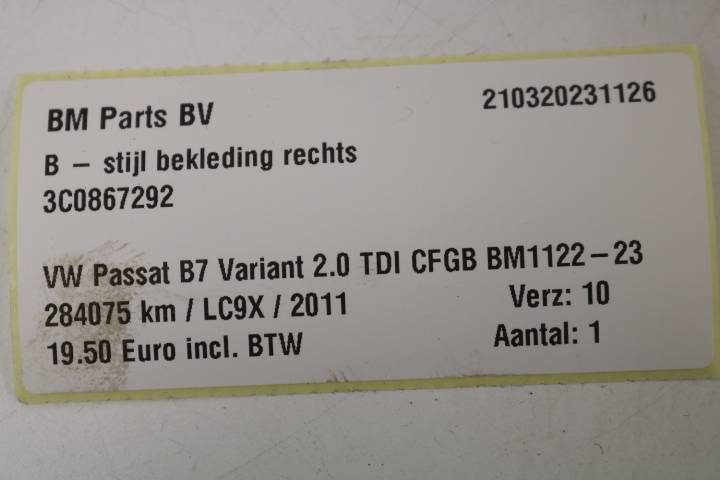 BM Parts BV 210320231126
B – stijl bekleding rechts
3C0867292
VW Passat B7 Variant 2.0 TDI CFGB BM1122-23
284075 km / LC9X / 2011 Verz: 10
19.50 Euro incl. BTW Aantal: 1